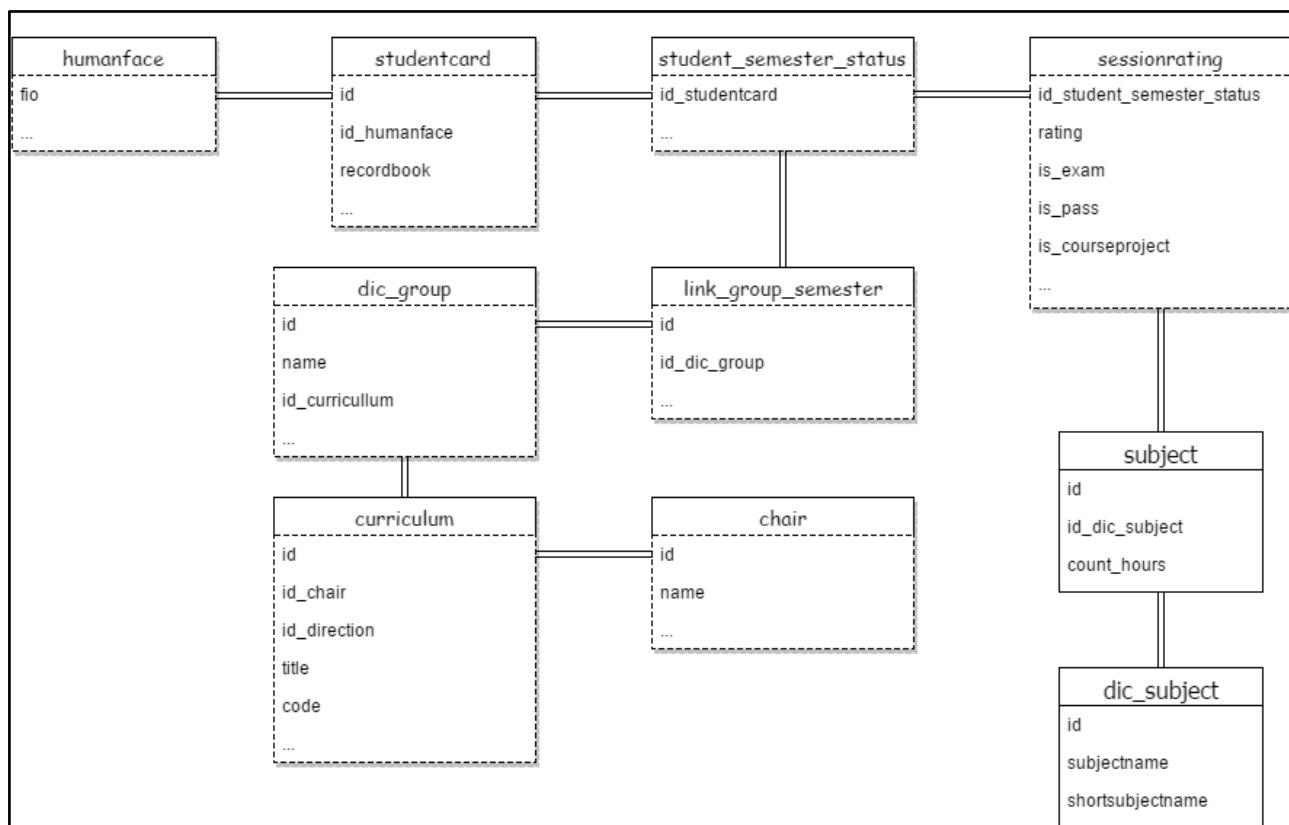 humanface
fio
...
studentcard
id
id_humanface
recordbook
...
student_semester_status
id_studentcard
...
sessionrating
id_student_semester_status
rating
is_exam
is_pass
is_courseproject
...
dic_group
id
name
id_curricullum
...
link_group_semester
id
id_dic_group
...
curriculum
id
id_chair
id_direction
title
code
...
chair
id
name
...
subject
id
id_dic_subject
count_hours
dic_subject
id
subjectname
shortsubjectname